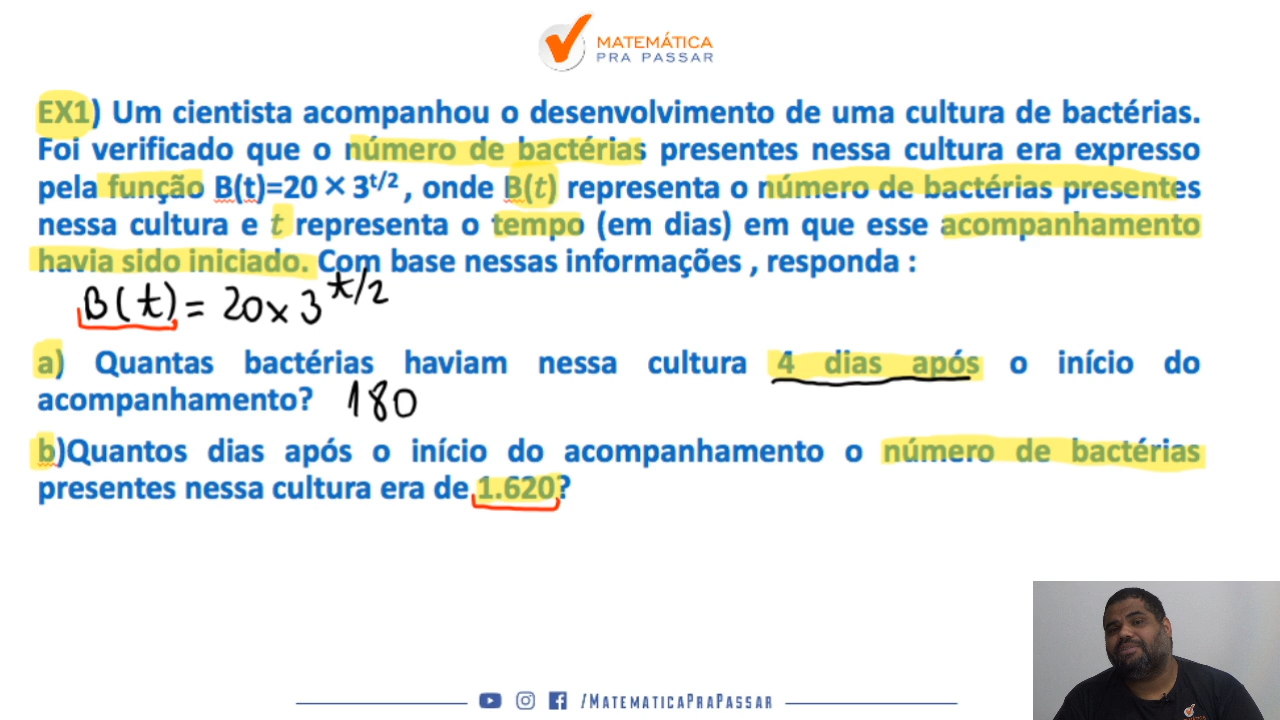 MATEMÁTICA
PRA PASSAR
EX1) Um cientista acompanhou o desenvolvimento de uma cultura de bactérias.
Foi verificado que o número de bactérias presentes nessa cultura era expresso
pela função B(t)=20 × 3^t/2 , onde B(t) representa o número de bactérias presentes
nessa cultura e t representa o tempo (em dias) em que esse acompanhamento
havia sido iniciado. Com base nessas informações , responda :
B(t) = 20 x 3^t/2
a) Quantas bactérias haviam nessa cultura 4 dias após o início do
acompanhamento? 180
b)Quantos dias após o início do acompanhamento o número de bactérias
presentes nessa cultura era de 1.620?
/MATEMATICAPRAPASSAR